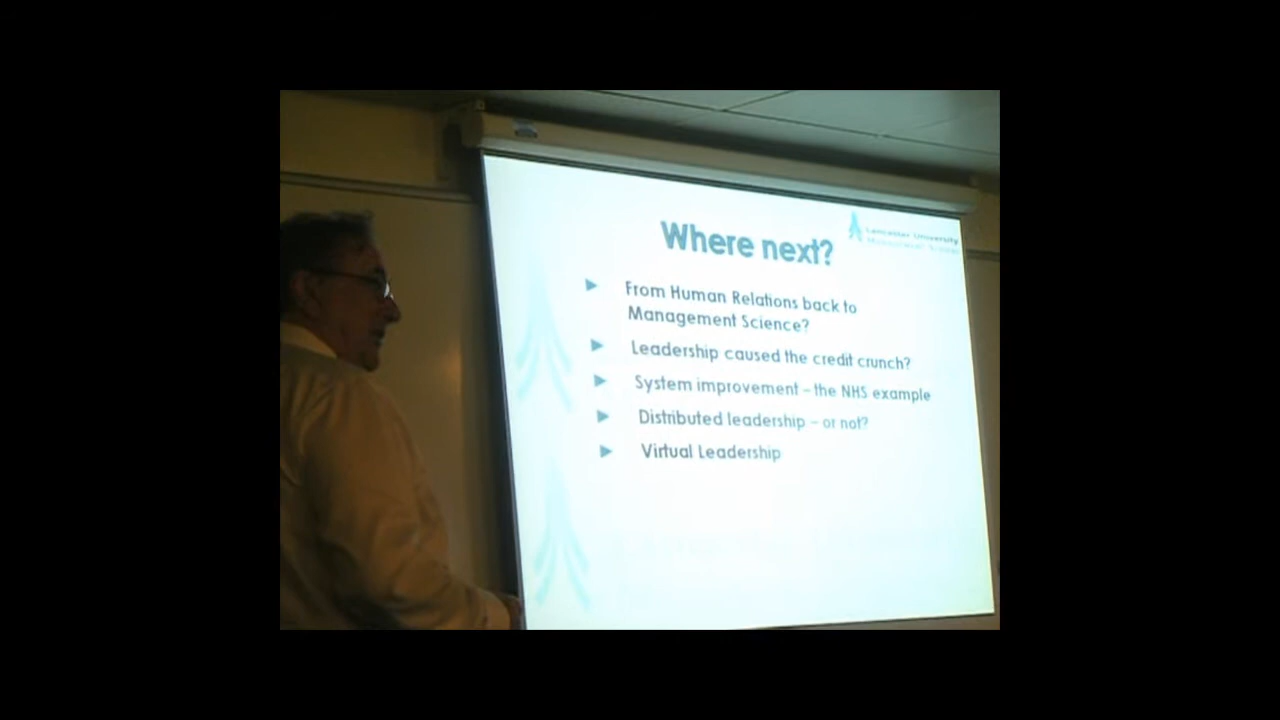 Where next?
Lancaster University
Management School
From Human Relations back to
Management Science?
Leadership caused the credit crunch?
System improvement – the NHS example
Distributed leadership – or not?
Virtual Leadership